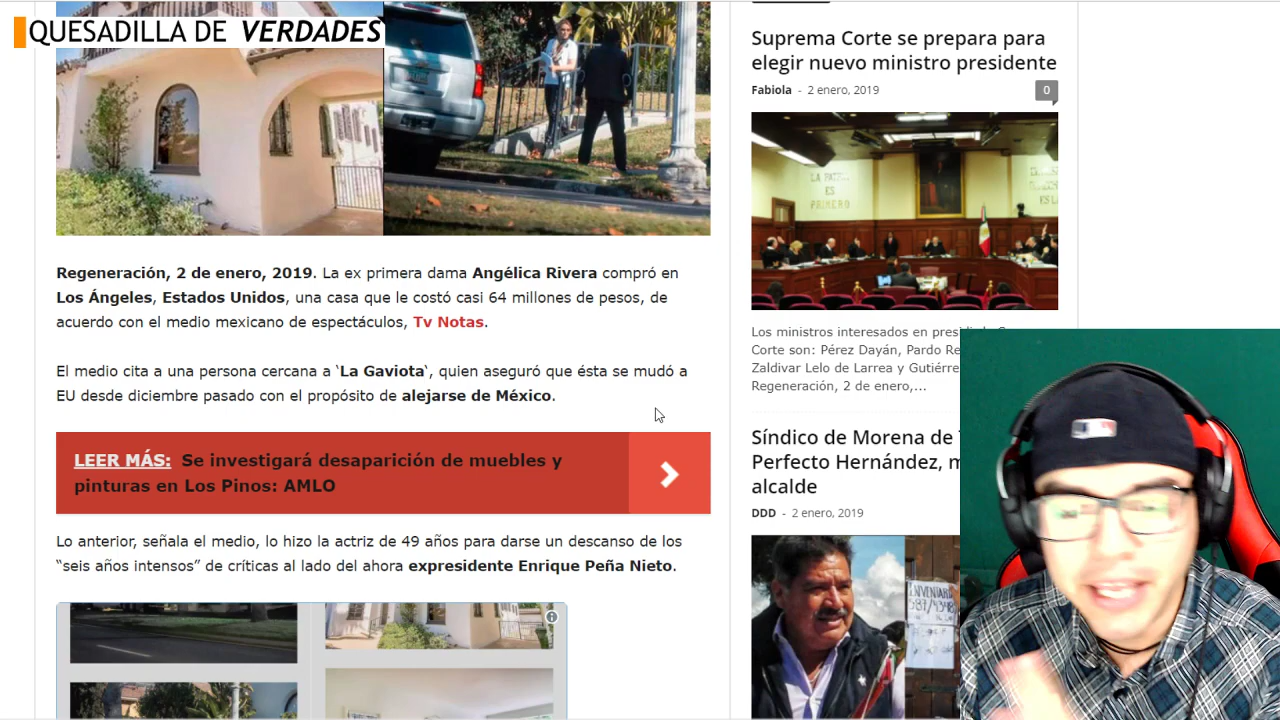 QUESADILLA DE VERDADES
Regeneración, 2 de enero, 2019. La ex primera dama Angélica Rivera compró en
Los Ángeles, Estados Unidos, una casa que le costó casi 64 millones de pesos, de
acuerdo con el medio mexicano de espectáculos, Tv Notas.
El medio cita a una persona cercana a `La Gaviota`, quien aseguró que ésta se mudó a
EU desde diciembre pasado con el propósito de alejarse de México.
LEER MÁS: Se investigará desaparición de muebles y
pinturas en Los Pinos: AMLO
Lo anterior, señala el medio, lo hizo la actriz de 49 años para darse un descanso de los
“seis años intensos” de críticas al lado del ahora expresidente Enrique Peña Nieto.
Suprema Corte se prepara para
elegir nuevo ministro presidente
Fabiola - 2 enero, 2019
0
LA PATRIA
ES
PRIMERO
Los ministros interesados en
Corte son: Pérez Dayán, Pardo
Zaldivar Lelo de Larrea y
Regeneración, 2 de enero,...
Síndico de Morena de
Perfecto Hernández,
alcalde
DDD - 2 enero, 2019